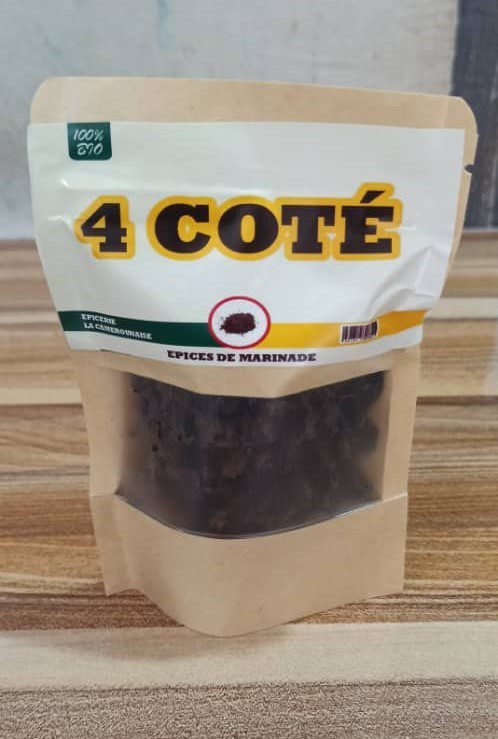 100%
BIO
4 COTÉ
EPICERIE
LA CAMEROUNAISE
EPICES DE MARINADE